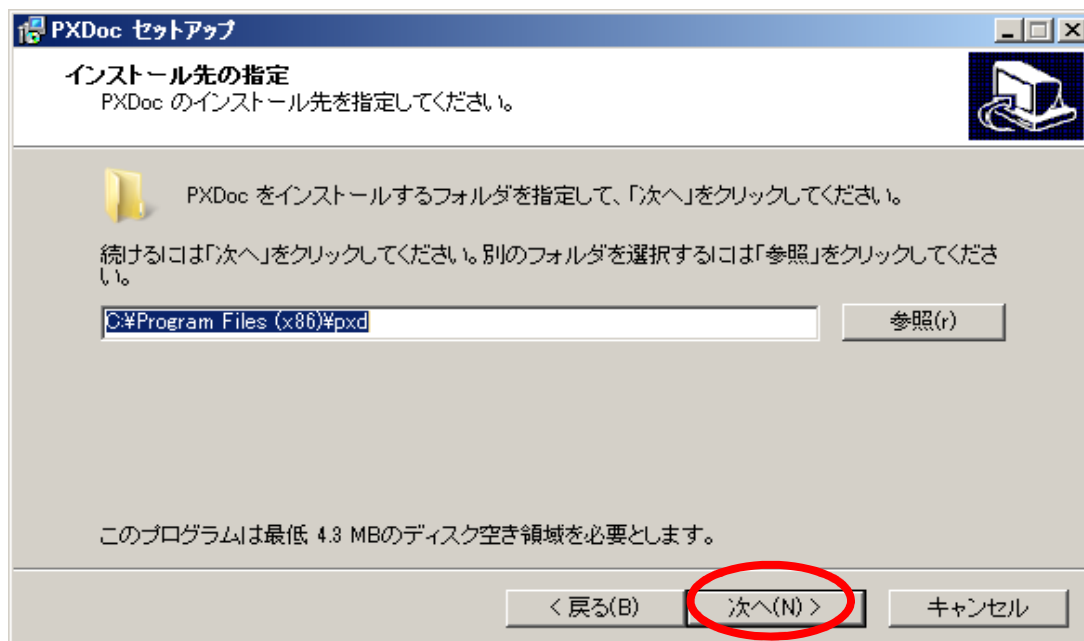 PXDoc セットアップ
インストール先の指定
PXDoc のインストール先を指定してください。
PXDoc をインストールするフォルダを指定して、「次へ」をクリックしてください。
続けるには「次へ」をクリックしてください。別のフォルダを選択するには「参照」をクリックしてくださ
い。
C:¥Program Files (x86)¥pxd
参照(r)
このプログラムは最低 4.3 MBのディスク空き領域を必要とします。
< 戻る(B)
次へ(N) >
キャンセル